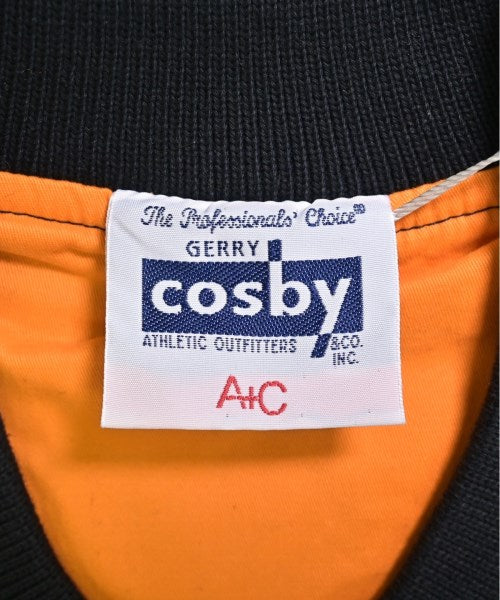 The Professionals' Choice®
GERRY
cosby
ATHLETIC OUTFITTERS &CO.
INC.
A+C